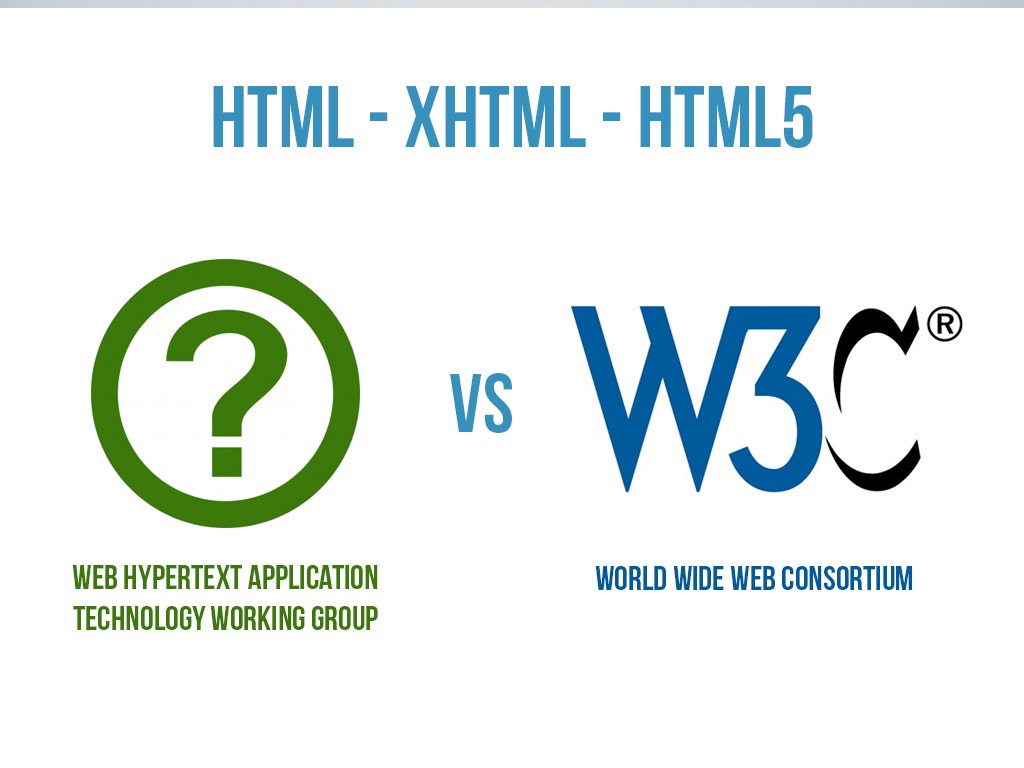 HTML - XHTML - HTML5
?
VS
W3C®
WEB HYPERTEXT APPLICATION
TECHNOLOGY WORKING GROUP
WORLD WIDE WEB CONSORTIUM